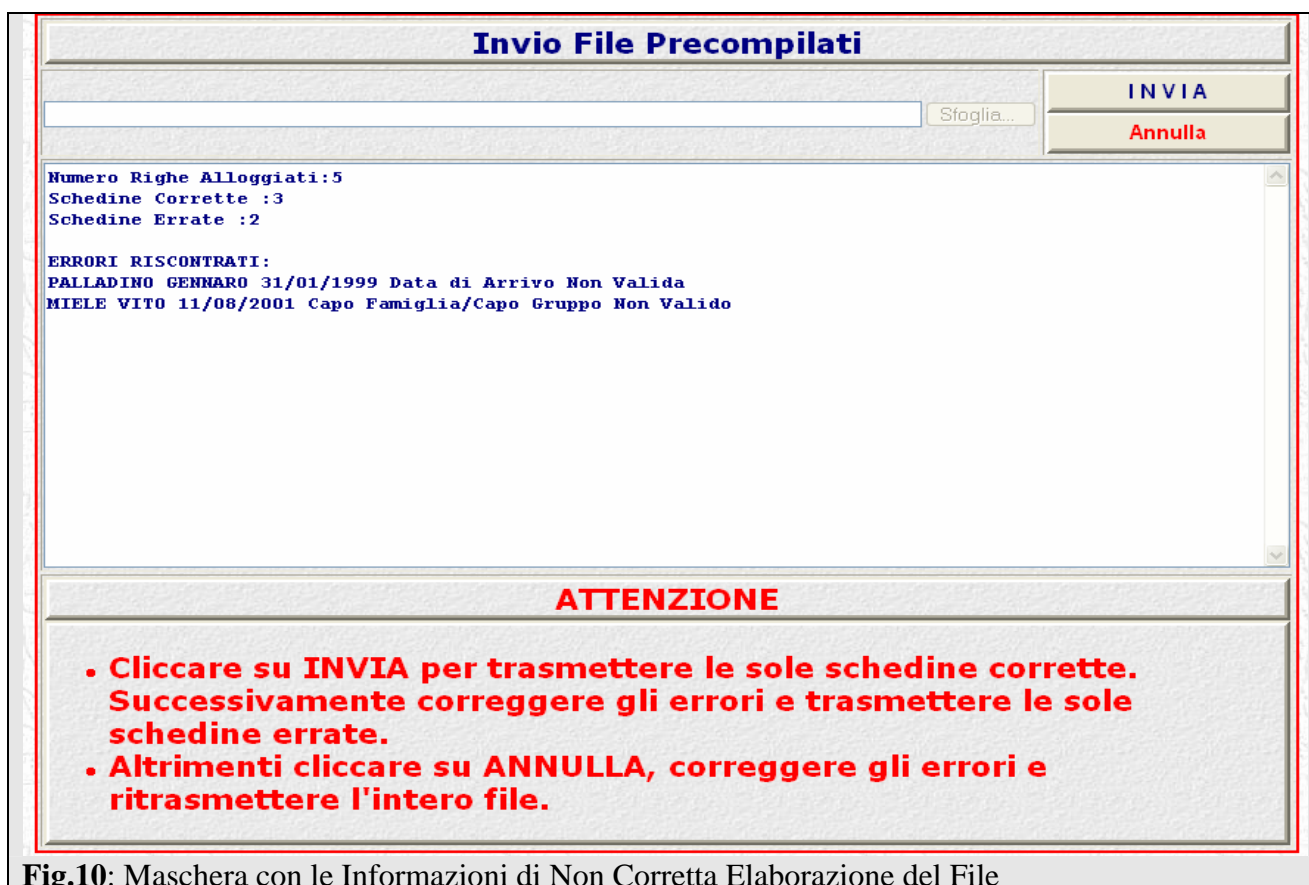 Invio File Precompilati
INVIA
Sfoglia...
Annulla
Numero Righe Alloggiati:5
Schedine Corrette :3
Schedine Errate :2
ERRORI RISCONTRATI:
PALLADINO GENNARO 31/01/1999 Data di Arrivo Non Valida
MIELE VITO 11/08/2001 Capo Famiglia/Capo Gruppo Non Valido
ATTENZIONE
• Cliccare su INVIA per trasmettere le sole schedine corrette.
Successivamente correggere gli errori e trasmettere le sole
schedine errate.
• Altrimenti cliccare su ANNULLA, correggere gli errori e
ritrasmettere l'intero file.
Fig.10: Maschera con le Informazioni di Non Corretta Elaborazione del File